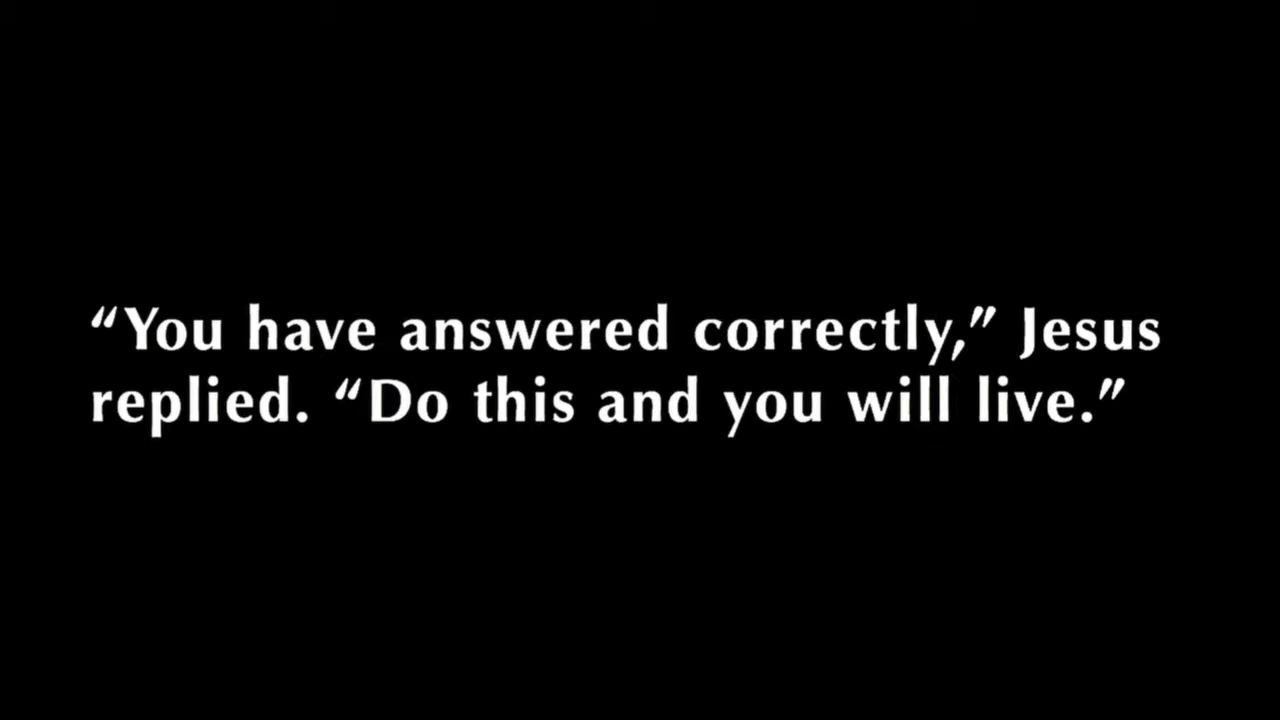 “You have answered correctly,” Jesus
replied. “Do this and you will live.”